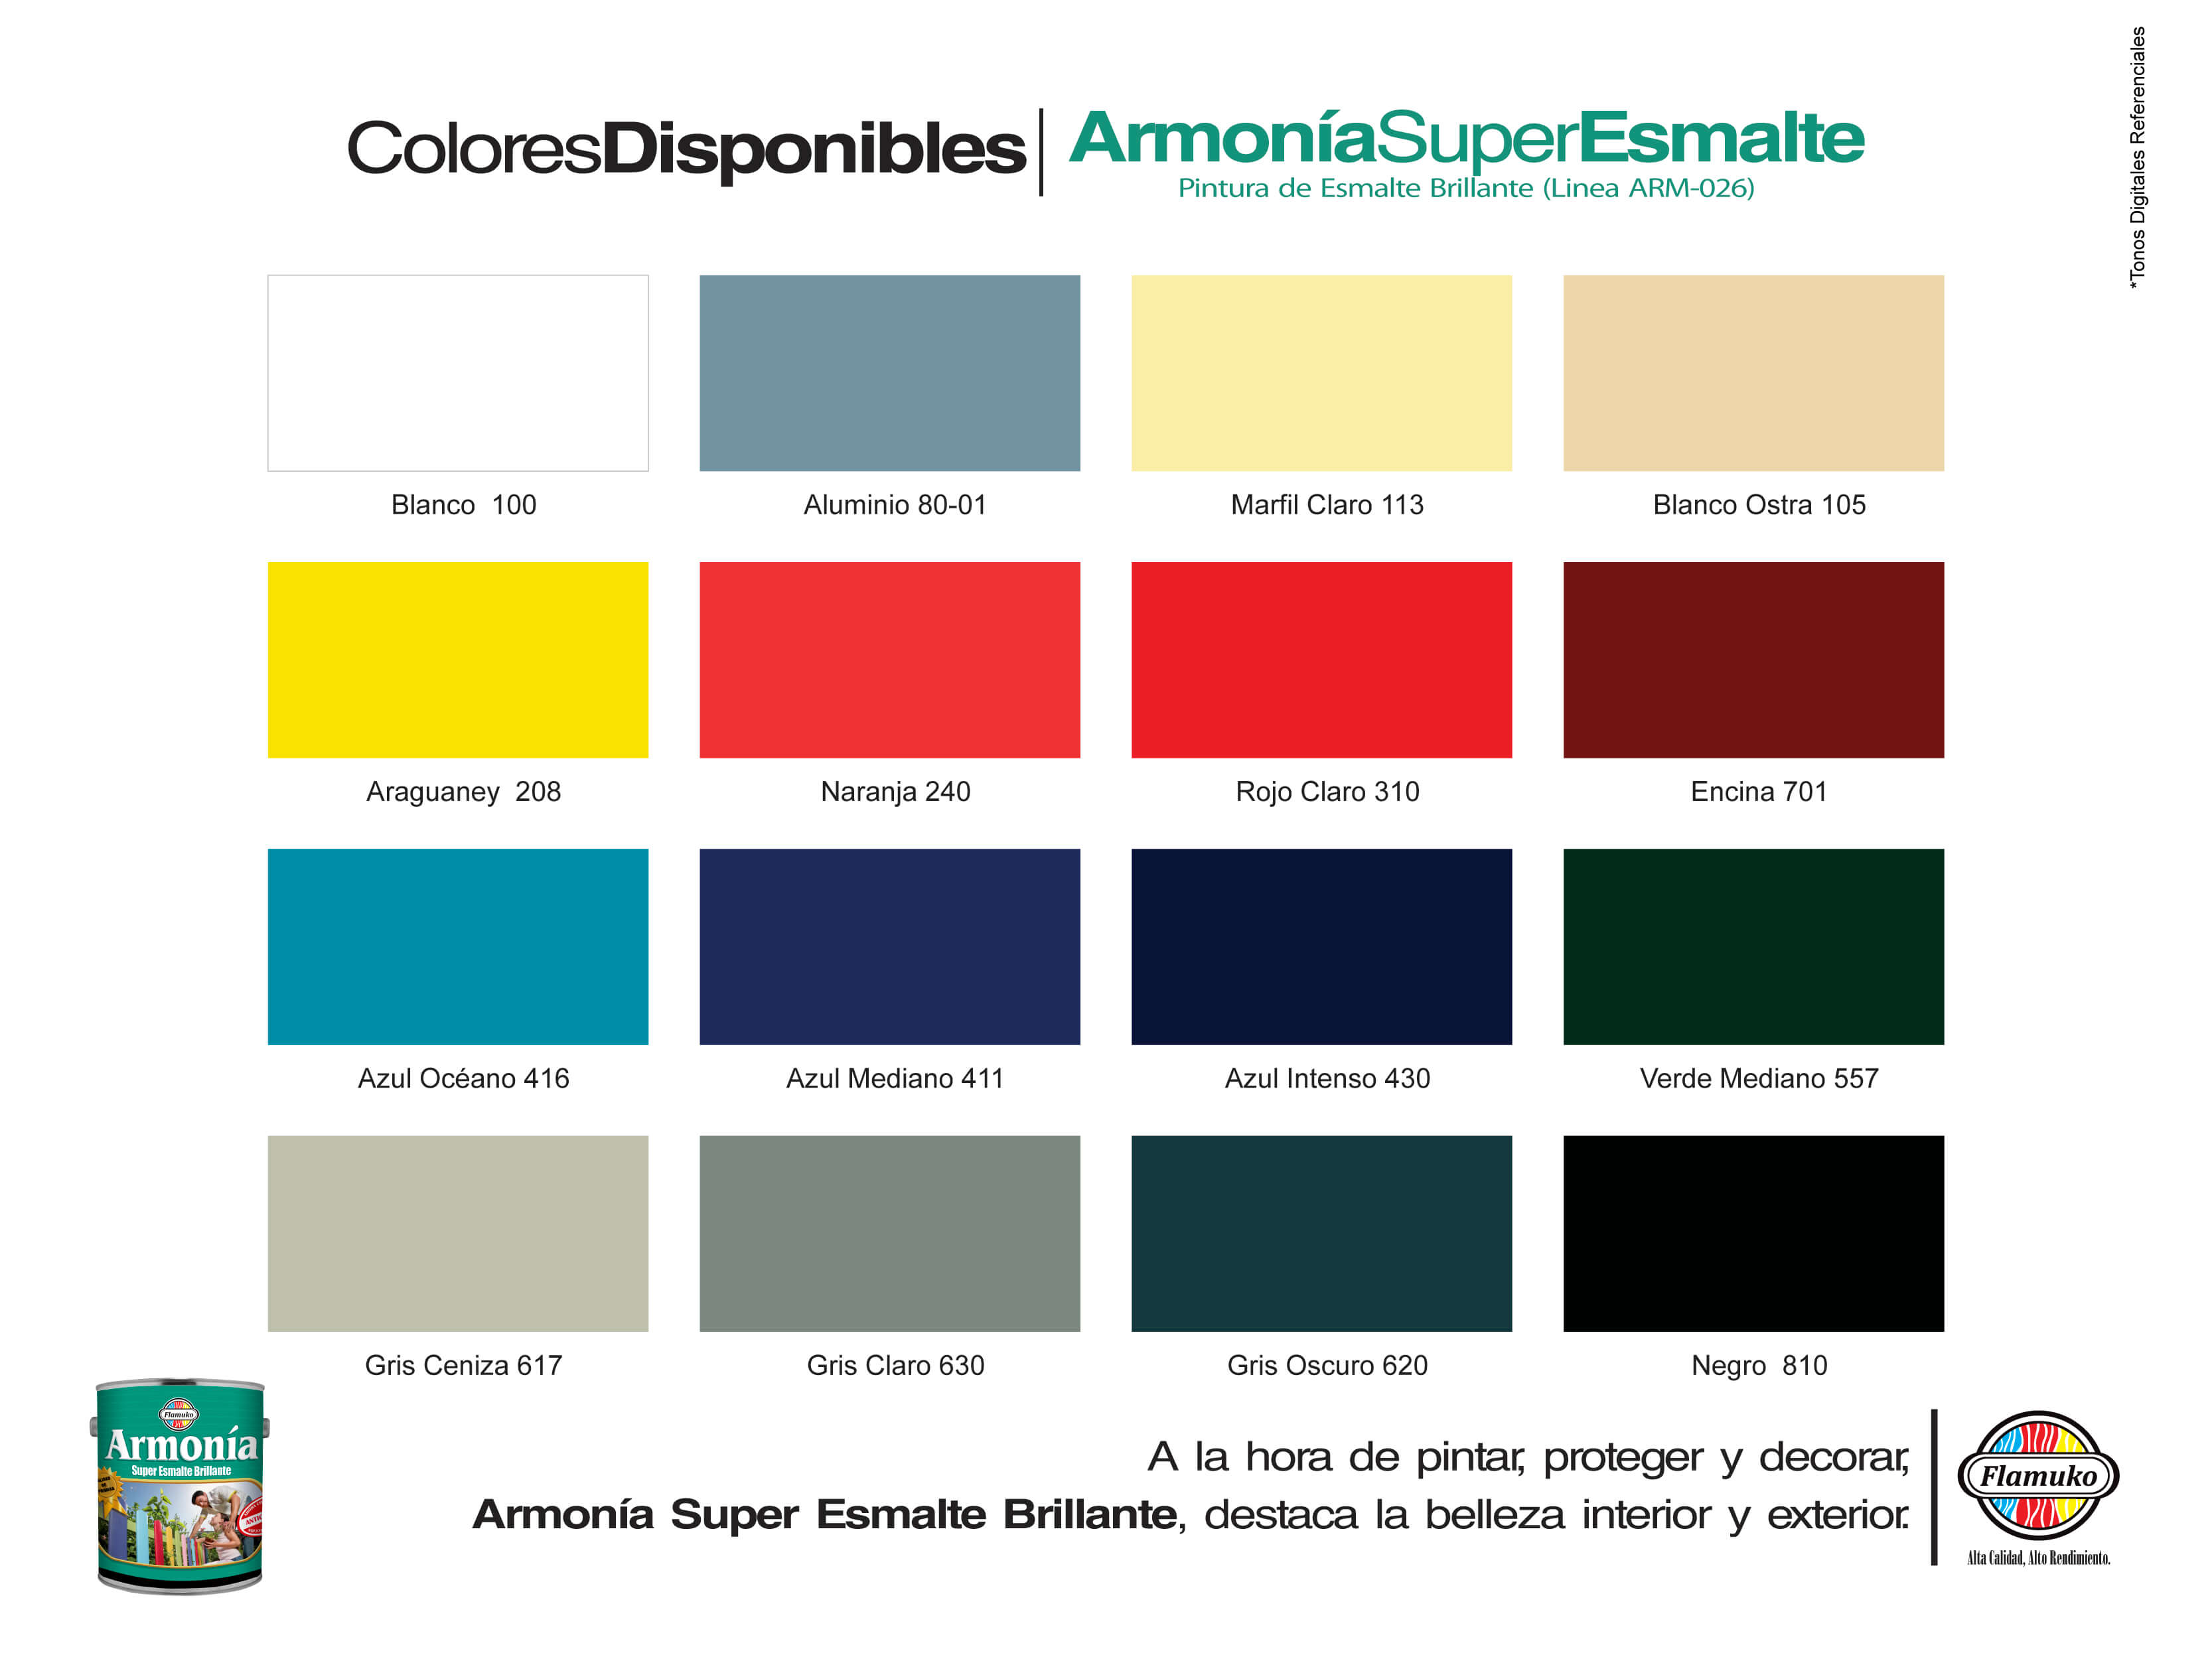 *Tonos Digitales Referenciales
ColoresDisponibles
ArmoníaSuperEsmalte
Pintura de Esmalte Brillante (Linea ARM-026)
Blanco  100
Aluminio 80-01
Marfil Claro 113
Blanco Ostra 105
Araguaney  208
Naranja 240
Rojo Claro 310
Encina 701
Azul Océano 416
Azul Mediano 411
Azul Intenso 430
Verde Mediano 557
Gris Ceniza 617
Gris Claro 630
Gris Oscuro 620
Negro  810
Flamuko
Armonía
Super Esmalte Brillante
A la hora de pintar, proteger y decorar,
Armonía Super Esmalte Brillante, destaca la belleza interior y exterior.
Flamuko
Alta Calidad, Alto Rendimiento.